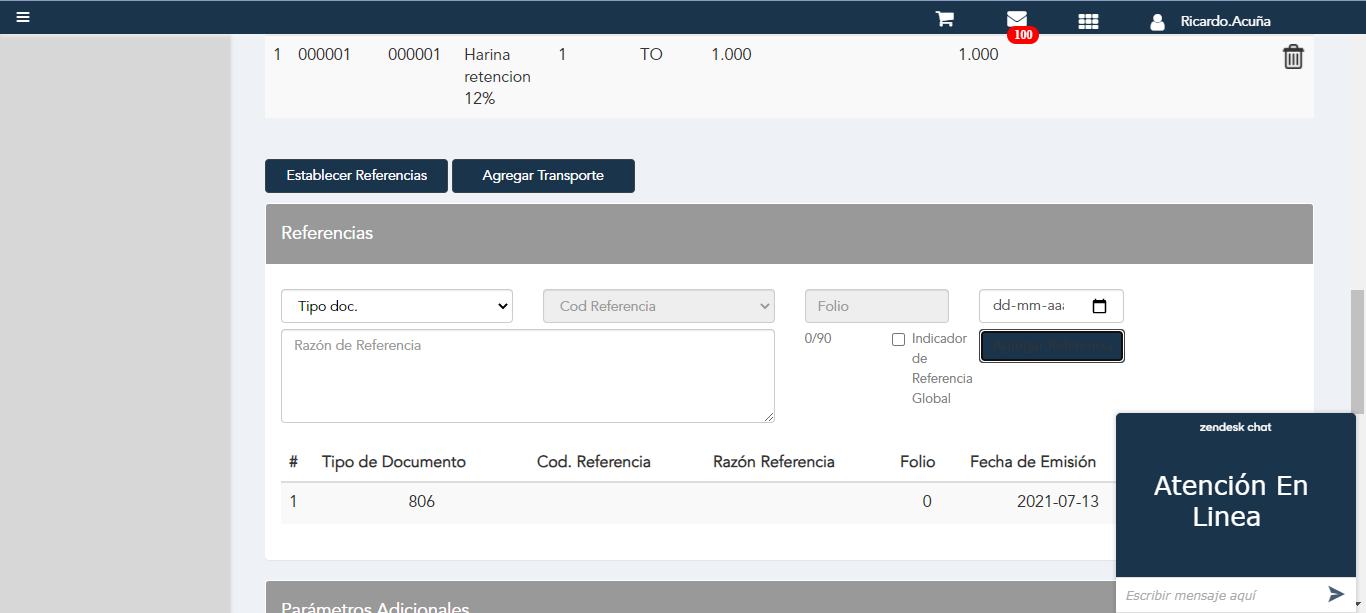 100
Ricardo.Acuña
1 000001 000001 Harina 1 TO 1.000 1.000
retencion
12%
Establecer Referencias Agregar Transporte
Referencias
Tipo doc. Cod Referencia Folio dd-mm-aaa
Razón de Referencia
0/90
Indicador
de
Referencia
Global
# Tipo de Documento Cod. Referencia Razón Referencia Folio Fecha de Emisión
1 806 0 2021-07-13
Parámetros Adicionales
zendesk chat
Atención En
Linea
Escribir mensaje aquí